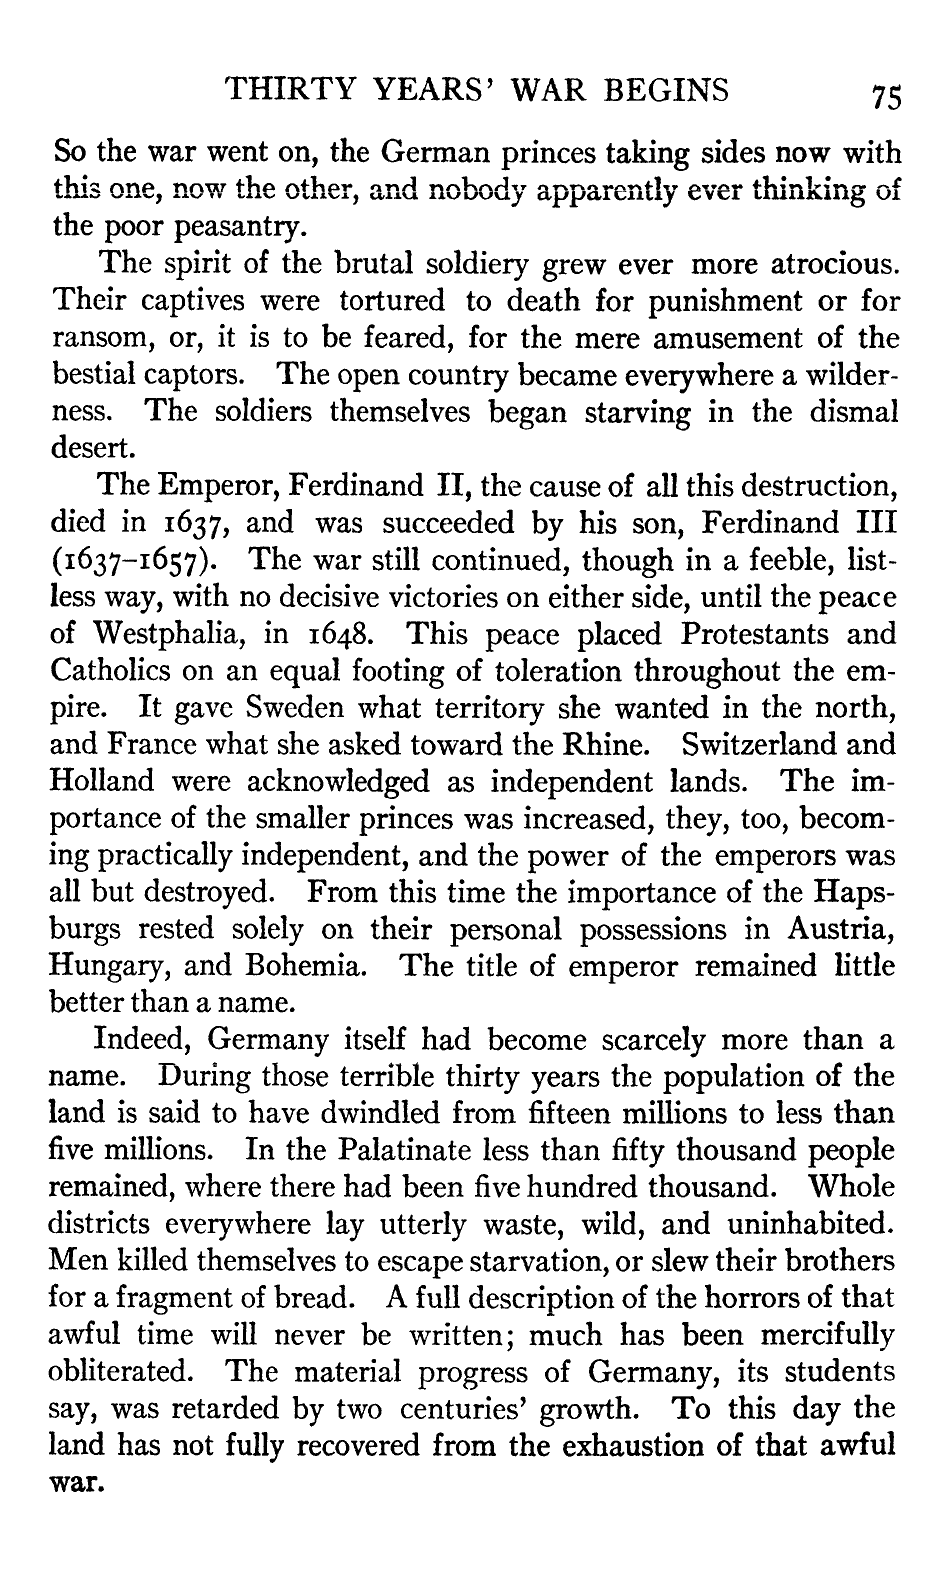 THIRTY YEARS' WAR BEGINS 75
So the war went on, the German princes taking sides now with
this one, now the other, and nobody apparently ever thinking of
the poor peasantry.
The spirit of the brutal soldiery grew ever more atrocious.
Their captives were tortured to death for punishment or for
ransom, or, it is to be feared, for the mere amusement of the
bestial captors. The open country became everywhere a wilder-
ness. The soldiers themselves began starving in the dismal
desert.
The Emperor, Ferdinand II, the cause of all this destruction,
died in 1637, and was succeeded by his son, Ferdinand III
(1637–1657). The war still continued, though in a feeble, list-
less way, with no decisive victories on either side, until the peace
of Westphalia, in 1648. This peace placed Protestants and
Catholics on an equal footing of toleration throughout the em-
pire. It gave Sweden what territory she wanted in the north,
and France what she asked toward the Rhine. Switzerland and
Holland were acknowledged as independent lands. The im-
portance of the smaller princes was increased, they, too, becom-
ing practically independent, and the power of the emperors was
all but destroyed. From this time the importance of the Haps-
burgs rested solely on their personal possessions in Austria,
Hungary, and Bohemia. The title of emperor remained little
better than a name.
Indeed, Germany itself had become scarcely more than a
name. During those terrible thirty years the population of the
land is said to have dwindled from fifteen millions to less than
five millions. In the Palatinate less than fifty thousand people
remained, where there had been five hundred thousand. Whole
districts everywhere lay utterly waste, wild, and uninhabited.
Men killed themselves to escape starvation, or slew their brothers
for a fragment of bread. A full description of the horrors of that
awful time will never be written; much has been mercifully
obliterated. The material progress of Germany, its students
say, was retarded by two centuries' growth. To this day the
land has not fully recovered from the exhaustion of that awful
war.